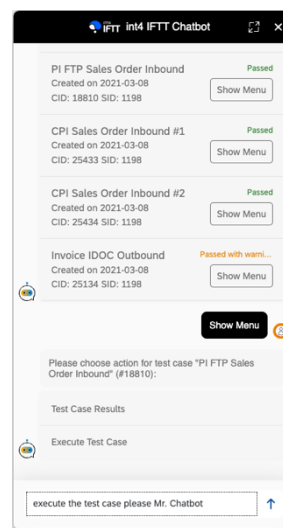 int4
IFTT int4 IFTT Chatbot
PI FTP Sales Order Inbound Passed
Created on 2021-03-08
CID: 18810 SID: 1198
Show Menu
CPI Sales Order Inbound #1 Passed
Created on 2021-03-08
CID: 25433 SID: 1198
Show Menu
CPI Sales Order Inbound #2 Passed
Created on 2021-03-08
CID: 25434 SID: 1198
Show Menu
Invoice IDOC Outbound Passed with warni...
Created on 2021-03-08
CID: 25134 SID: 1198
Show Menu
Show Menu
Please choose action for test case "PI FTP Sales
Order Inbound" (#18810):
Test Case Results
Execute Test Case
execute the test case please Mr. Chatbot